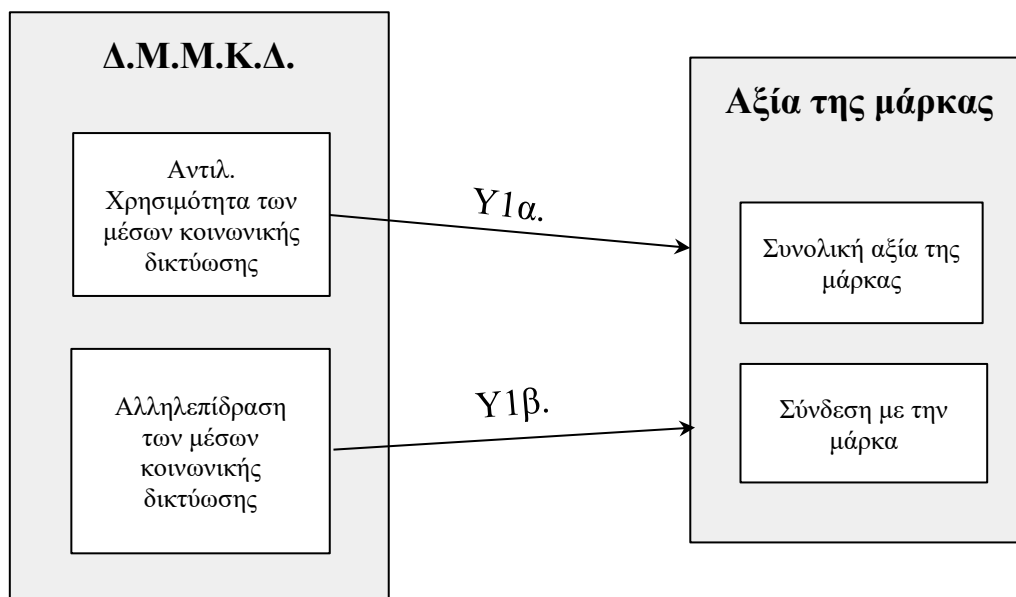 Δ.Μ.Μ.Κ.Δ.
Αντιλ.
Χρησιμότητα των
μέσων κοινωνικής
δικτύωσης
Αλληλεπίδραση
των μέσων
κοινωνικής
δικτύωσης
Υ1α.
Υ1β.
Αξία της μάρκας
Συνολική αξία της
μάρκας
Σύνδεση με την
μάρκα